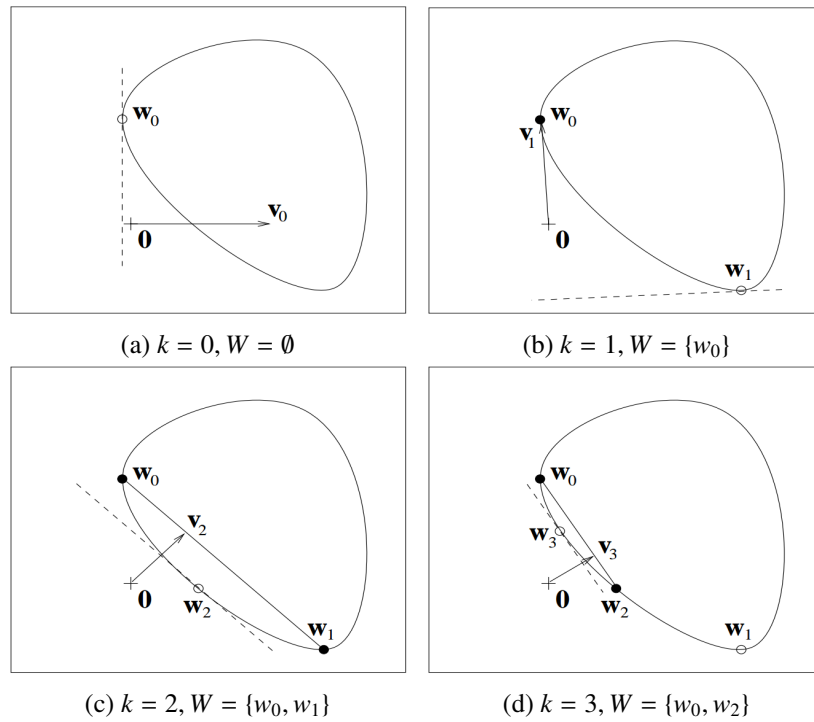 w₀
v₀
0
(a) k = 0, W = ∅
w₀
v₁
0
w₁
(b) k = 1, W = {w₀}
w₀
v₂
0
w₂
w₁
(c) k = 2, W = {w₀, w₁}
w₀
w₃
v₃
0
w₂
w₁
(d) k = 3, W = {w₀, w₂}